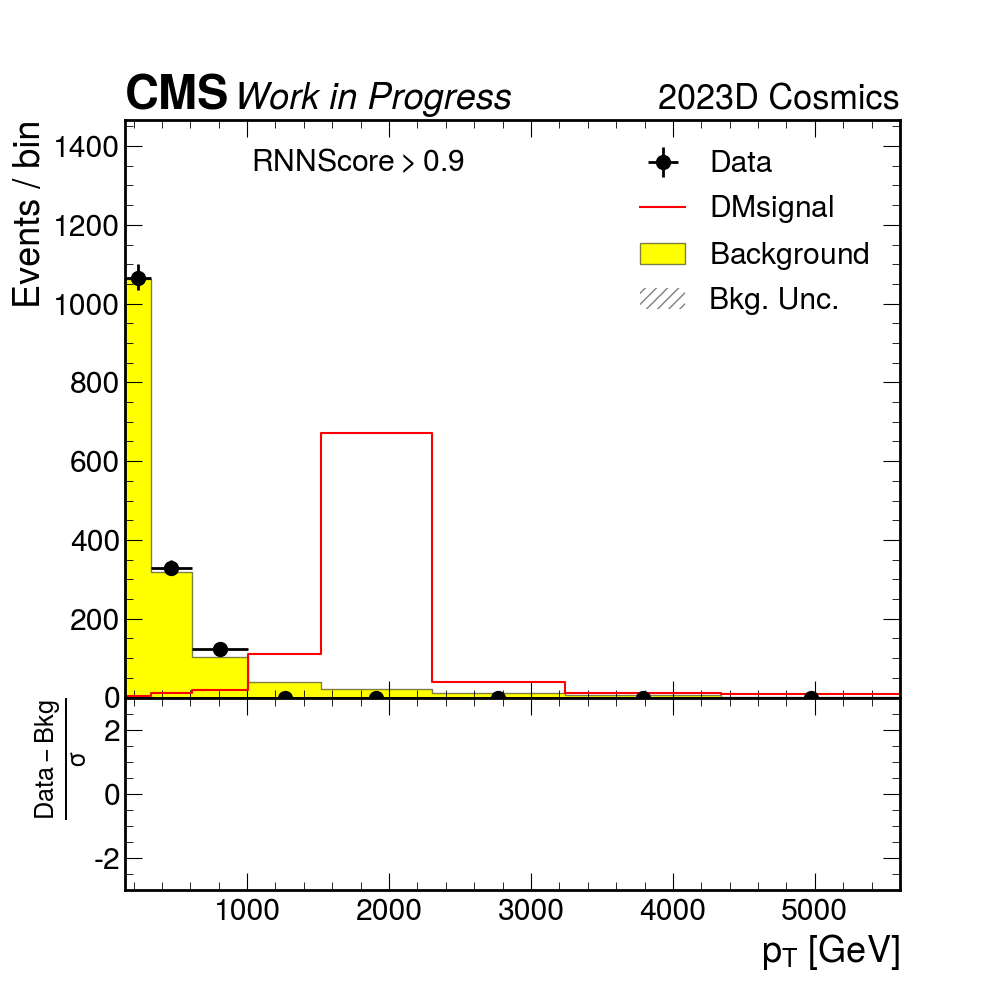 CMS Work in Progress 2023D Cosmics
Events / bin
1400
1200
1000
800
600
400
200
0
RNNScore > 0.9
Data
DMsignal
Background
Bkg. Unc.
Data – Bkg
σ
2
0
-2
1000 2000 3000 4000 5000
pT [GeV]